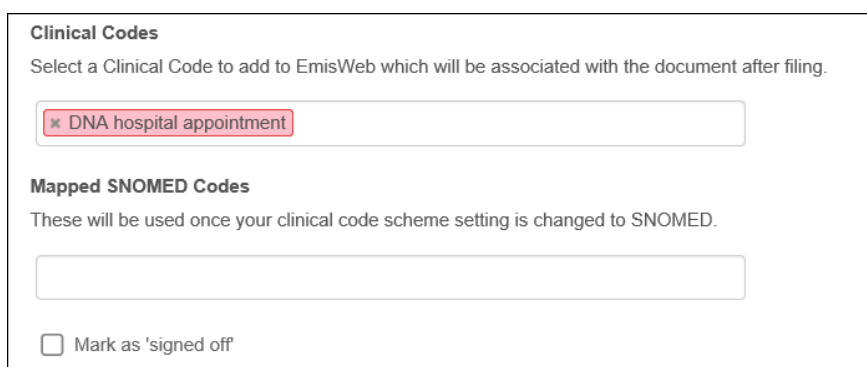 Clinical Codes
Select a Clinical Code to add to EmisWeb which will be associated with the document after filing.
× DNA hospital appointment
Mapped SNOMED Codes
These will be used once your clinical code scheme setting is changed to SNOMED.
Mark as 'signed off'